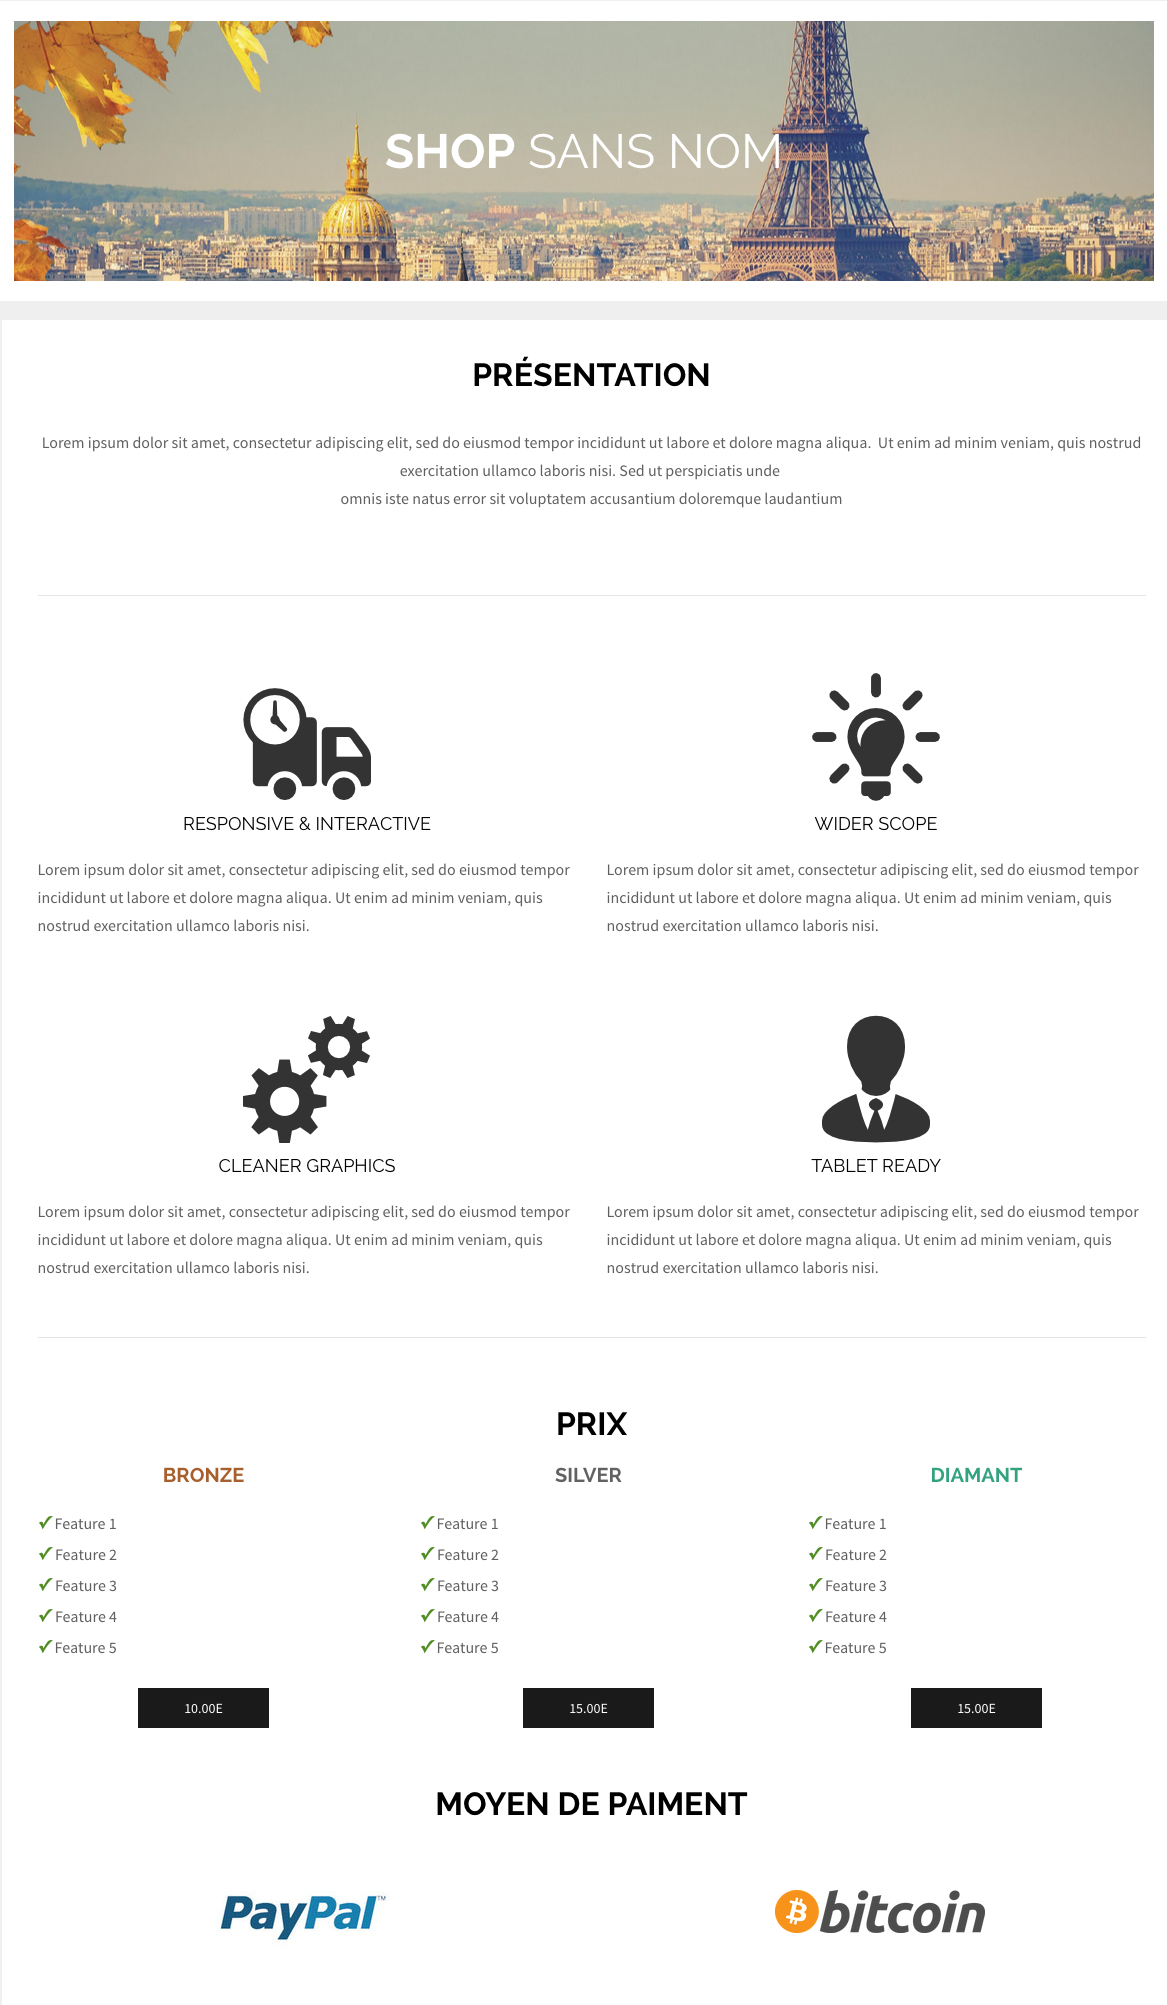 SHOP SANS NOM
PRÉSENTATION
Lorem ipsum dolor sit amet, consectetur adipiscing elit, sed do eiusmod tempor incididunt ut labore et dolore magna aliqua.  Ut enim ad minim veniam, quis nostrud
exercitation ullamco laboris nisi. Sed ut perspiciatis unde
omnis iste natus error sit voluptatem accusantium doloremque laudantium
RESPONSIVE & INTERACTIVE
Lorem ipsum dolor sit amet, consectetur adipiscing elit, sed do eiusmod tempor
incididunt ut labore et dolore magna aliqua. Ut enim ad minim veniam, quis
nostrud exercitation ullamco laboris nisi.
WIDER SCOPE
Lorem ipsum dolor sit amet, consectetur adipiscing elit, sed do eiusmod tempor
incididunt ut labore et dolore magna aliqua. Ut enim ad minim veniam, quis
nostrud exercitation ullamco laboris nisi.
CLEANER GRAPHICS
Lorem ipsum dolor sit amet, consectetur adipiscing elit, sed do eiusmod tempor
incididunt ut labore et dolore magna aliqua. Ut enim ad minim veniam, quis
nostrud exercitation ullamco laboris nisi.
TABLET READY
Lorem ipsum dolor sit amet, consectetur adipiscing elit, sed do eiusmod tempor
incididunt ut labore et dolore magna aliqua. Ut enim ad minim veniam, quis
nostrud exercitation ullamco laboris nisi.
PRIX
BRONZE
✓Feature 1
✓Feature 2
✓Feature 3
✓Feature 4
✓Feature 5
10.00E
SILVER
✓Feature 1
✓Feature 2
✓Feature 3
✓Feature 4
✓Feature 5
15.00E
DIAMANT
✓Feature 1
✓Feature 2
✓Feature 3
✓Feature 4
✓Feature 5
15.00E
MOYEN DE PAIMENT
PayPal™
bitcoin